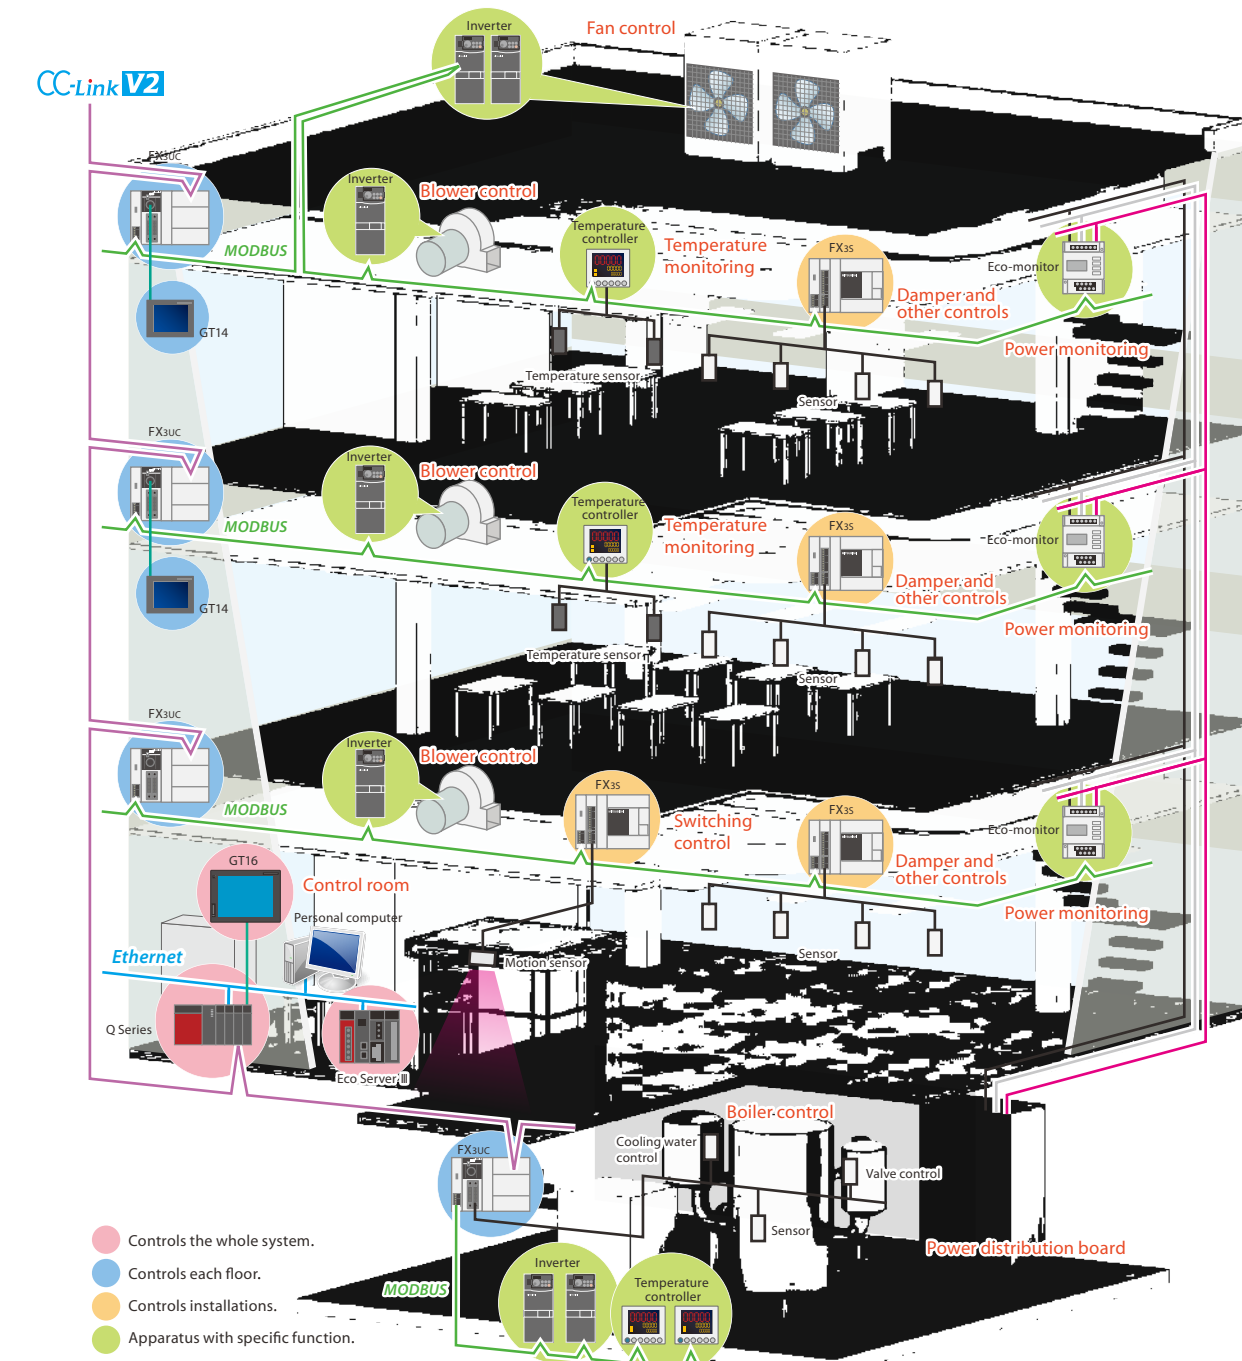 Inverter
Fan control
CC-Link V2
FX3UC
Inverter
Blower control
Temperature
controller
Temperature
monitoring
FX3S
Eco-monitor
MODBUS
Damper and
other controls
GT14
Power monitoring
Temperature sensor
Sensor
FX3UC
Inverter
Blower control
Temperature
controller
Temperature
monitoring
FX3S
Eco-monitor
MODBUS
Damper and
other controls
GT14
Power monitoring
Temperature sensor
Sensor
FX3UC
Inverter
Blower control
FX3S
Switching
control
FX3S
Eco-monitor
MODBUS
Damper and
other controls
GT16
Control room
Personal computer
Power monitoring
Ethernet
Motion sensor
Sensor
Q Series
Eco Server III
Boiler control
FX3UC
Cooling water
control
Valve control
Sensor
Power distribution board
Controls the whole system.
Controls each floor.
Controls installations.
Apparatus with specific function.
MODBUS
Inverter
Temperature
controller